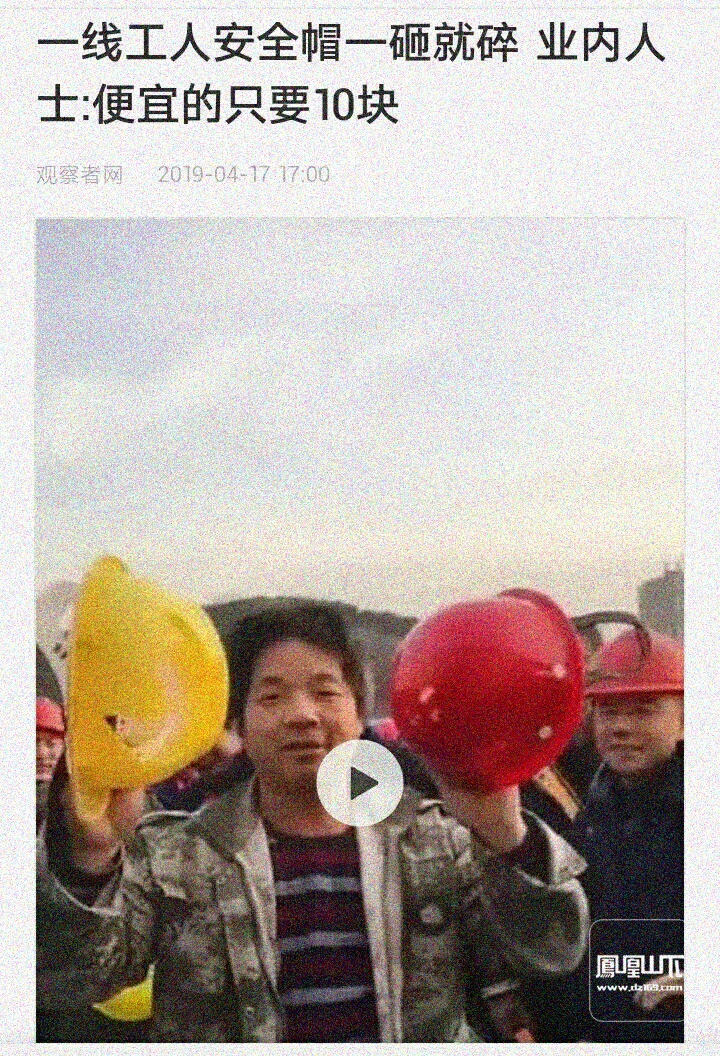 一线工人安全帽一砸就碎 业内人
士:便宜的只要10块
观察者网 2019-04-17 17:00
鳳凰山下
www.dz169.com